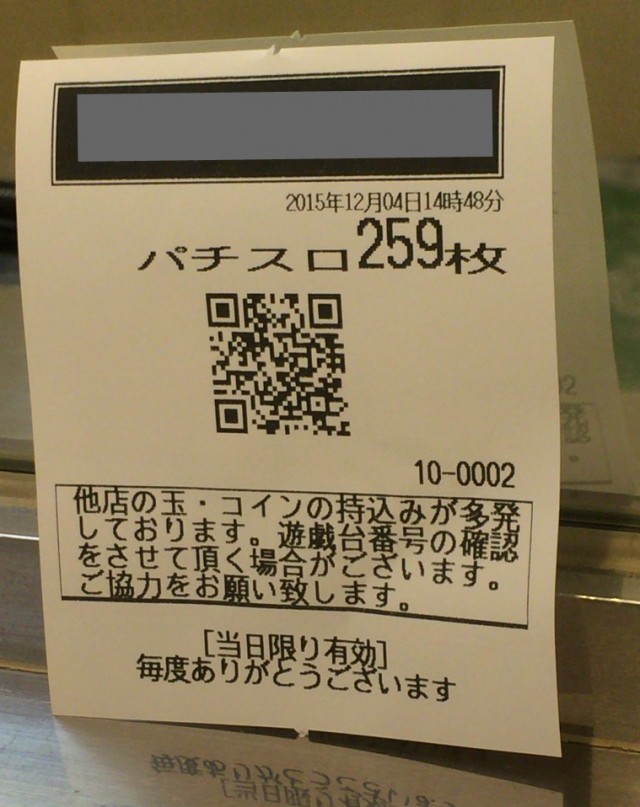 2015年12月04日14時48分
パチスロ259枚
10-0002
他店の玉・コインの持込みが多発
しております。遊戯台番号の確認
をさせて頂く場合がございます。
ご協力をお願い致します。
[当日限り有効]
毎度ありがとうございます